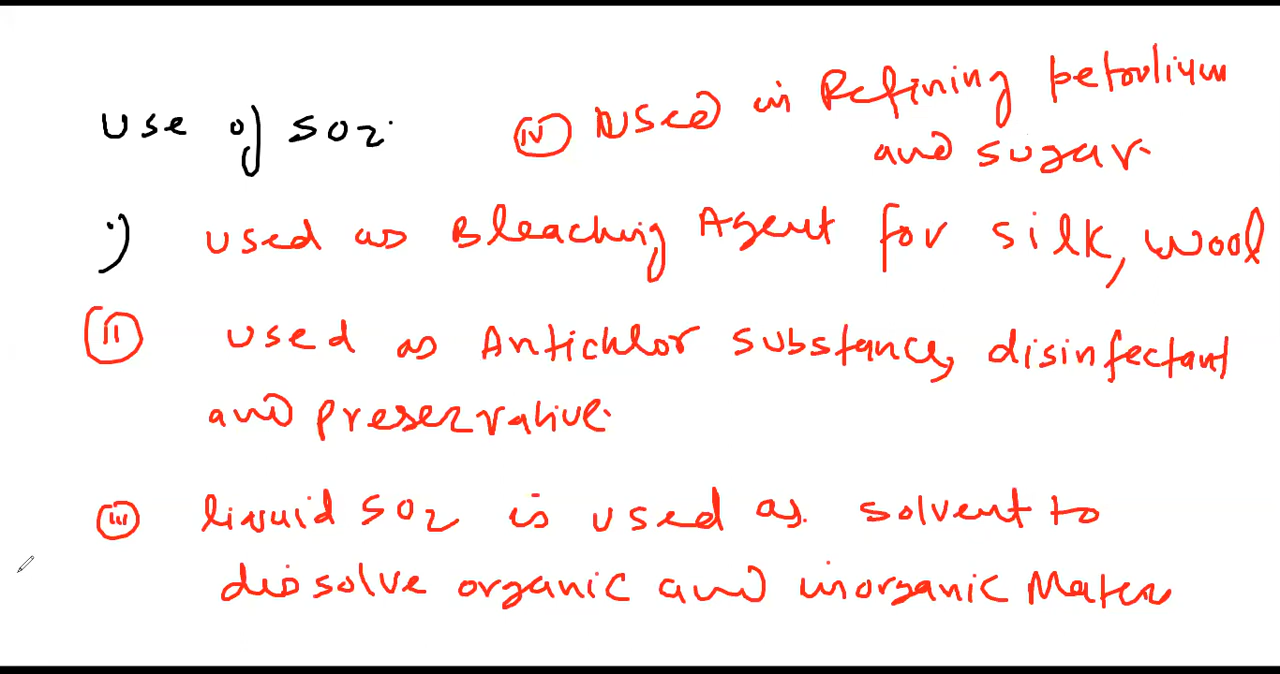 use of SO2.
i) used as Bleaching Agent for silk, wool
(ii) used as Antichlor substance, disinfectant
and preservative.
(iii) liquid SO2 is used as solvent to
dissolve organic and inorganic Mater
(iv) Used in Refining petroulium
and sugar.